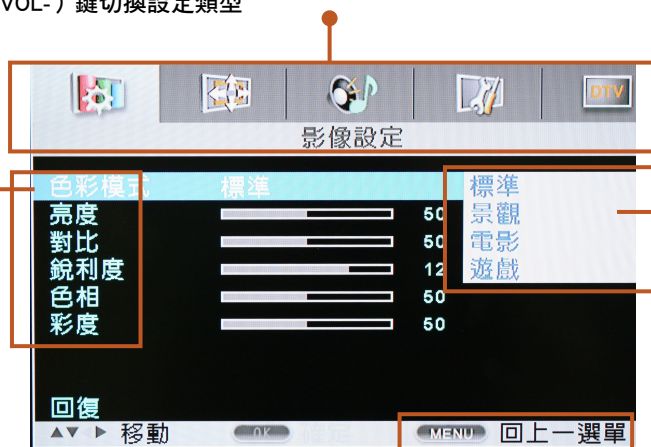 VOL-）鍵切換設定類型
DTV
影像設定
色彩模式 標準 標準
亮度 50 景觀
對比 50 電影
銳利度 12 遊戲
色相 50
彩度 50
回復
移動 OK 確定 MENU 回上一選單